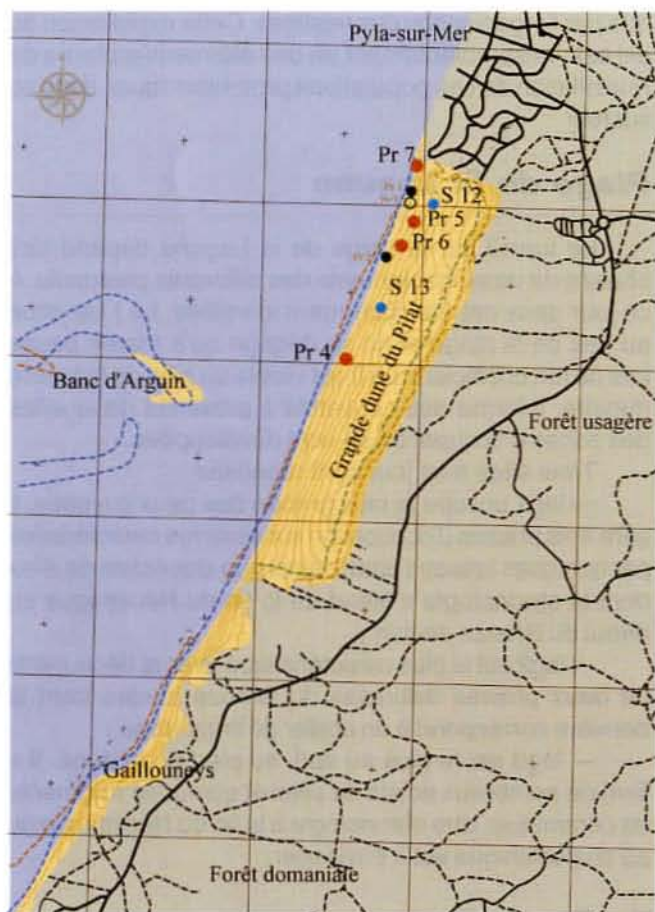 Pyla-sur-Mer
Pr 7
S 12
Pr 5
Pr 6
S 13
Pr 4
Grande dune du Pilat
Banc d'Arguin
Forêt usagère
Gaillouneys
Forêt domaniale